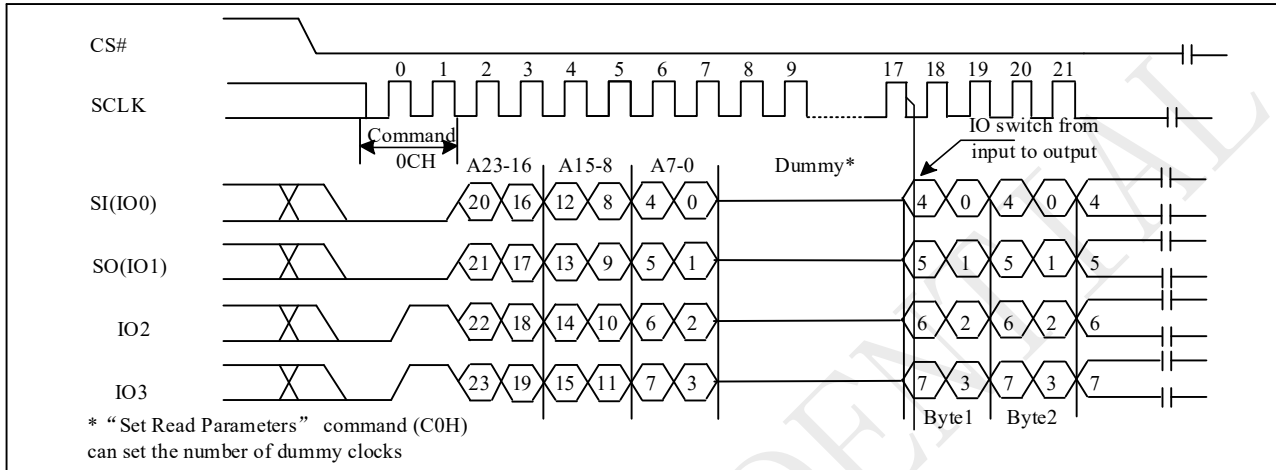 CS#
0 1 2 3 4 5 6 7 8 9 17 18 19 20 21
SCLK
Command
0CH
IO switch from
input to output
A23-16 A15-8 A7-0 Dummy*
SI(IO0) 20 16 12 8 4 0 4 0 4 0 4
SO(IO1) 21 17 13 9 5 1 5 1 5 1 5
IO2 22 18 14 10 6 2 6 2 6 2 6
IO3 23 19 15 11 7 3 7 3 7 3 7
Byte1 Byte2
* “Set Read Parameters” command (C0H)
can set the number of dummy clocks
ENTIAL